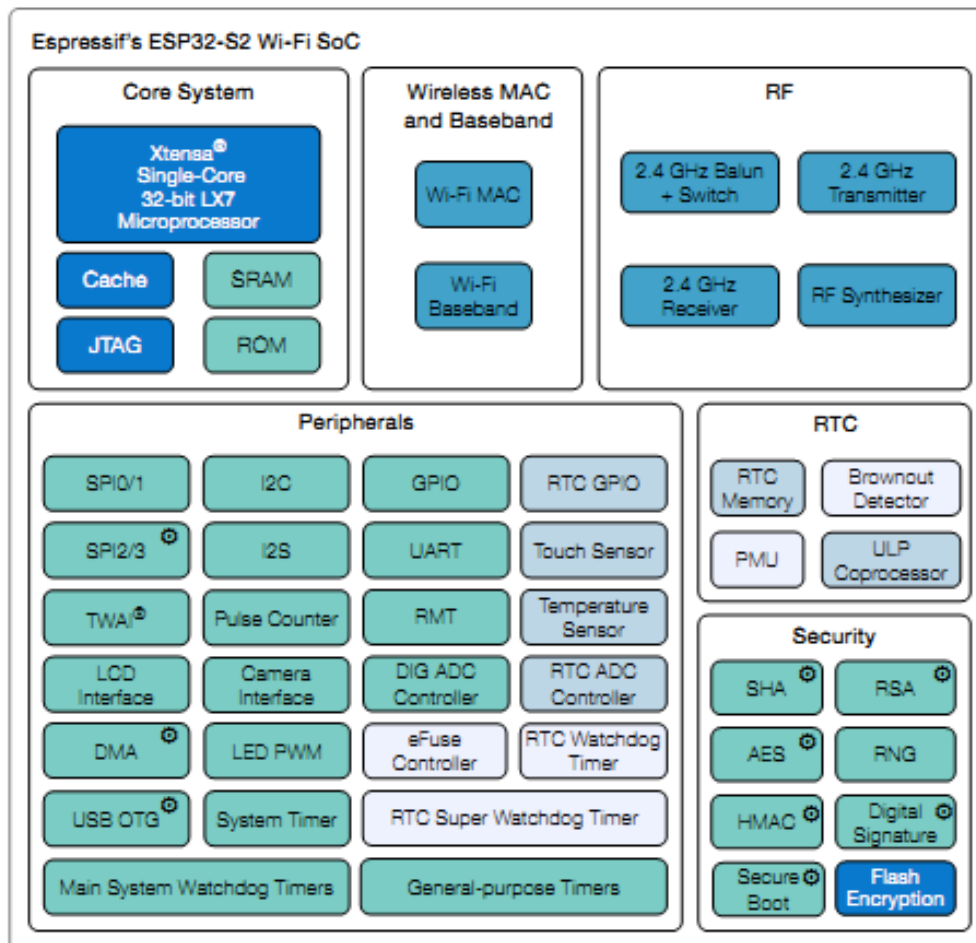 Espressif's ESP32-S2 Wi-Fi SoC
Core System
Xtensa®
Single-Core
32-bit LX7
Microprocessor
Cache
SRAM
JTAG
ROM
Wireless MAC
and Baseband
Wi-Fi MAC
Wi-Fi
Baseband
RF
2.4 GHz Balun
+ Switch
2.4 GHz
Transmitter
2.4 GHz
Receiver
RF Synthesizer
Peripherals
SPI0/1
I2C
GPIO
RTC GPIO
SPI2/3
I2S
UART
Touch Sensor
TWAI®
Pulse Counter
RMT
Temperature
Sensor
LCD
Interface
Camera
Interface
DIG ADC
Controller
RTC ADC
Controller
DMA
LED PWM
eFuse
Controller
RTC Watchdog
Timer
USB OTG
System Timer
RTC Super Watchdog Timer
Main System Watchdog Timers
General-purpose Timers
RTC
RTC
Memory
Brownout
Detector
PMU
ULP
Coprocessor
Security
SHA
RSA
AES
RNG
HMAC
Digital
Signature
Secure
Boot
Flash
Encryption